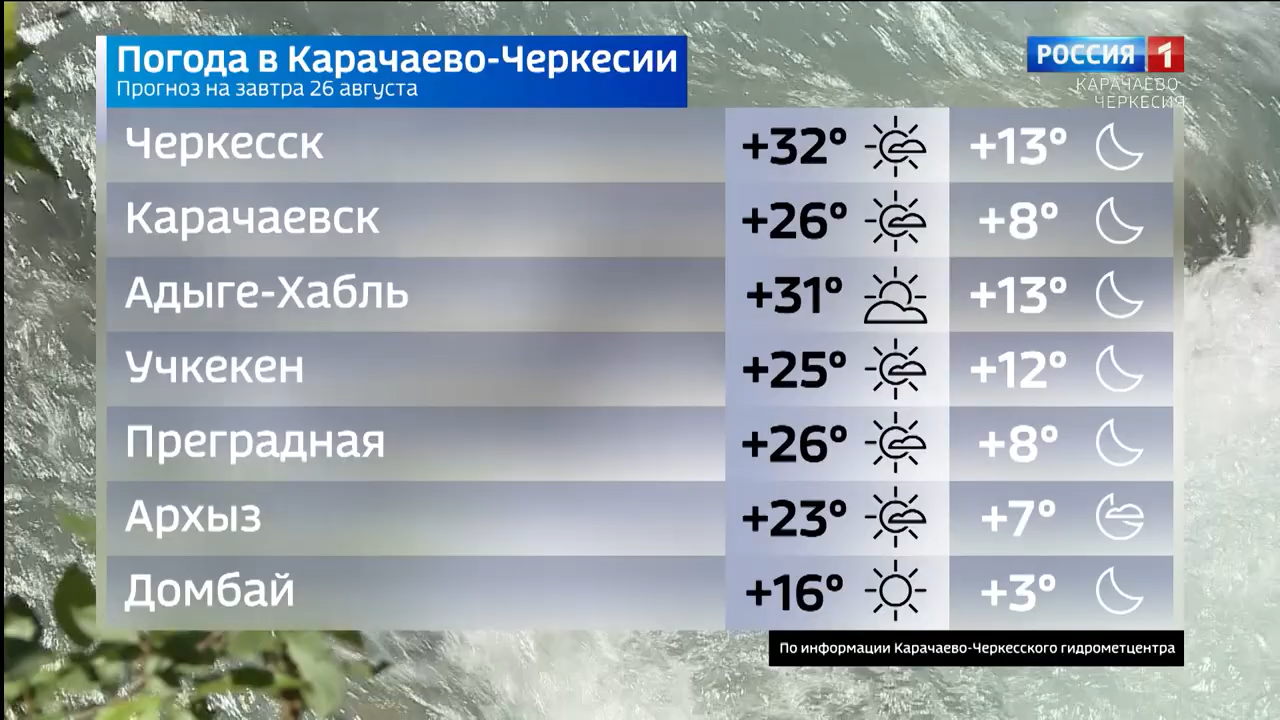 Погода в Карачаево-Черкесии
Прогноз на завтра 26 августа
РОССИЯ 1
КАРАЧАЕВО
ЧЕРКЕСИЯ
Черкесск +32° +13°
Карачаевск +26° +8°
Адыге-Хабль +31° +13°
Учкекен +25° +12°
Преградная +26° +8°
Архыз +23° +7°
Домбай +16° +3°
По информации Карачаево-Черкесского гидрометцентра